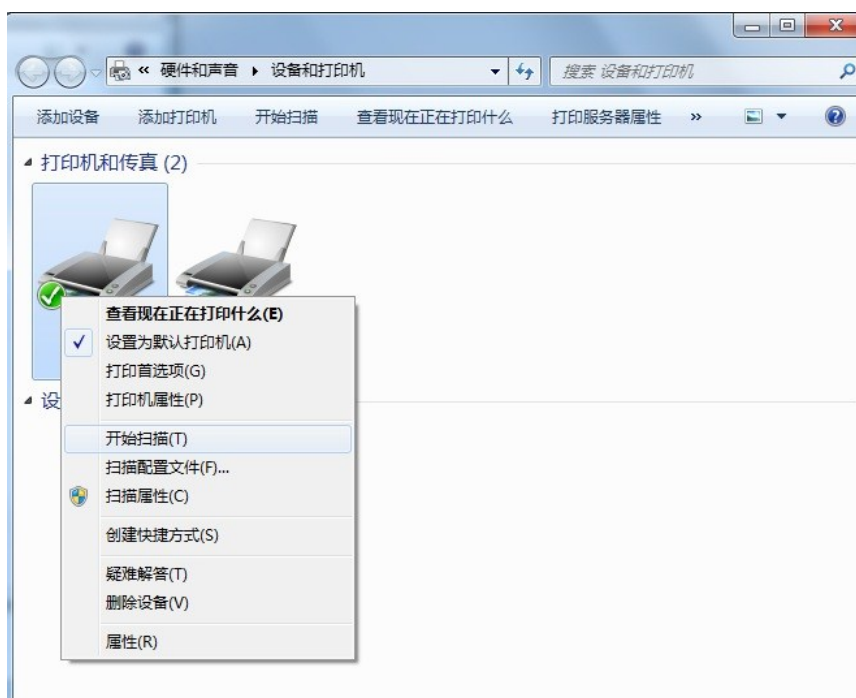 « 硬件和声音 ▸ 设备和打印机
搜索 设备和打印机
添加设备 添加打印机 开始扫描 查看现在正在打印什么 打印服务器属性 »
打印机和传真 (2)
查看现在正在打印什么(E)
设置为默认打印机(A)
打印首选项(G)
打印机属性(P)
设
开始扫描(T)
扫描配置文件(F)...
扫描属性(C)
创建快捷方式(S)
疑难解答(T)
删除设备(V)
属性(R)